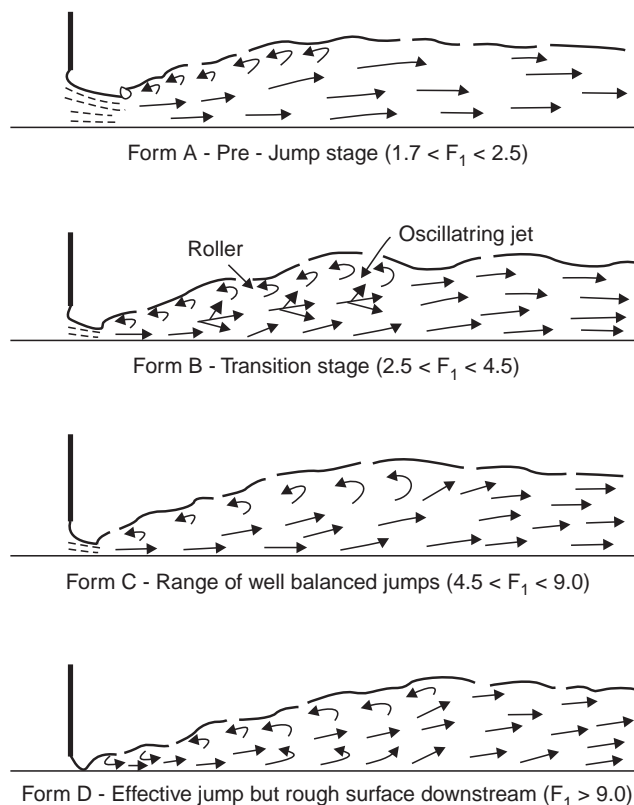 Form A - Pre - Jump stage (1.7 < F₁ < 2.5)
Roller
Oscillatring jet
Form B - Transition stage (2.5 < F₁ < 4.5)
Form C - Range of well balanced jumps (4.5 < F₁ < 9.0)
Form D - Effective jump but rough surface downstream (F₁ > 9.0)